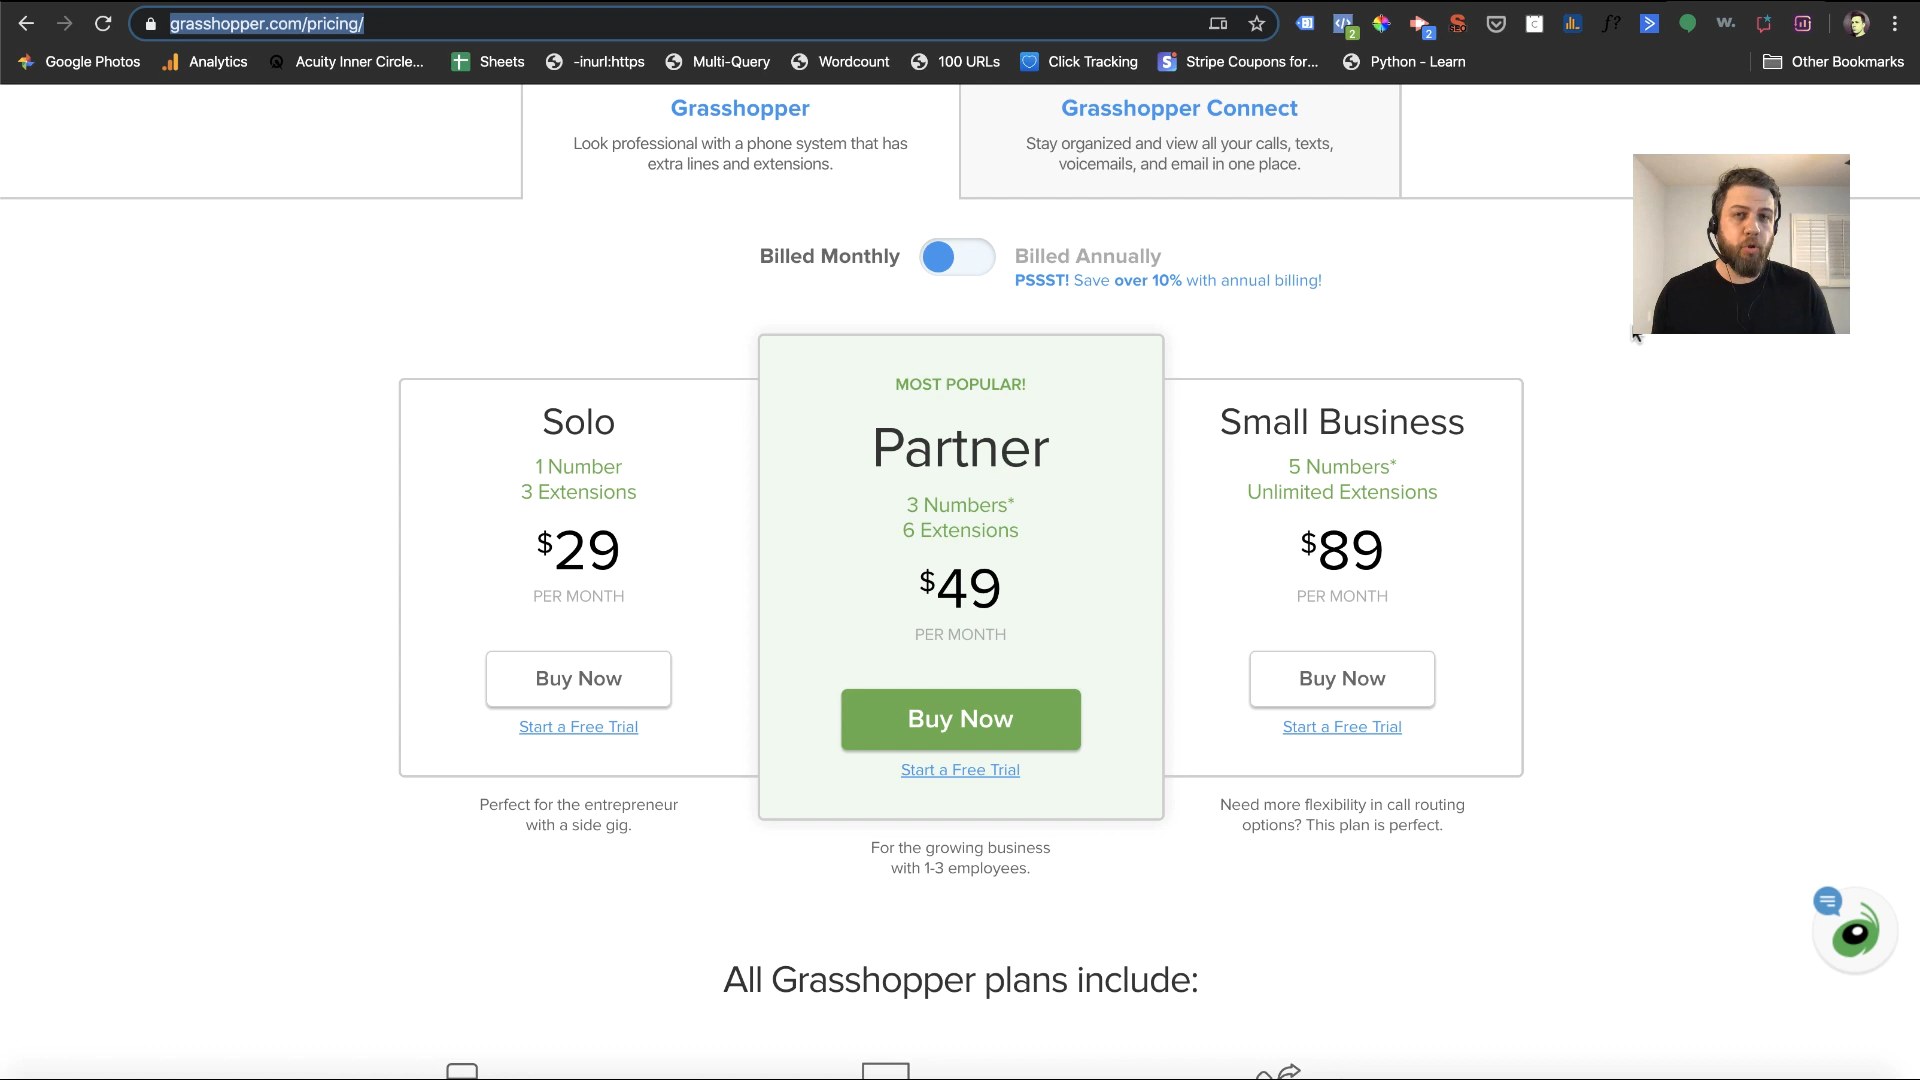 grasshopper.com/pricing/
2
2
SEO
w.
f?
Google Photos
Analytics
Acuity Inner Circle...
Sheets
-inurl:https
Multi-Query
Wordcount
100 URLs
Click Tracking
Stripe Coupons for...
Python - Learn
Other Bookmarks
Grasshopper
Look professional with a phone system that has
extra lines and extensions.
Grasshopper Connect
Stay organized and view all your calls, texts,
voicemails, and email in one place.
Billed Monthly
Billed Annually
PSSST! Save over 10% with annual billing!
Solo
1 Number
3 Extensions
$29
PER MONTH
Buy Now
Start a Free Trial
Perfect for the entrepreneur
with a side gig.
MOST POPULAR!
Partner
3 Numbers*
6 Extensions
$49
PER MONTH
Buy Now
Start a Free Trial
For the growing business
with 1-3 employees.
Small Business
5 Numbers*
Unlimited Extensions
$89
PER MONTH
Buy Now
Start a Free Trial
Need more flexibility in call routing
options? This plan is perfect.
All Grasshopper plans include: